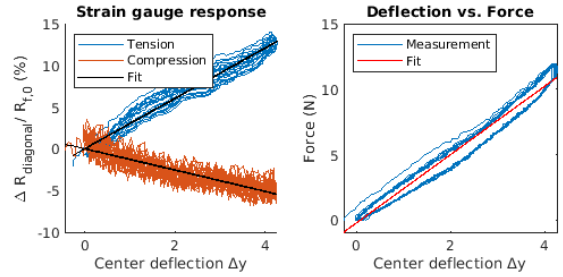 Strain gauge response
Δ R_diagonal / R_f,0 (%)
15
10
5
0
-5
-10
Tension
Compression
Fit
0
2
4
Center deflection Δy
Deflection vs. Force
Force (N)
15
10
5
0
Measurement
Fit
0
2
4
Center deflection Δy